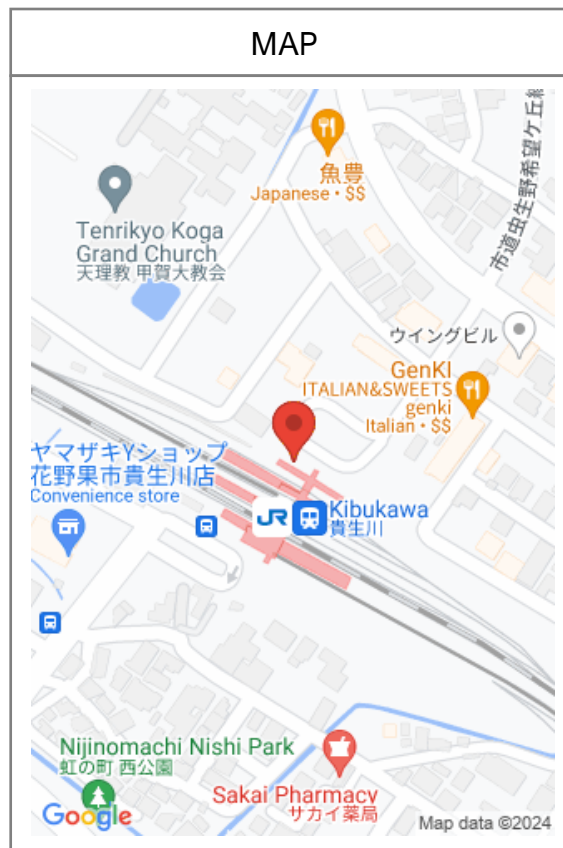 MAP
魚豊
Japanese • $$
市道虫生野希望ケ丘線
Tenrikyo Koga
Grand Church
天理教 甲賀大教会
ウイングビル
GenKI
ITALIAN&SWEETS
genki
Italian • $$
ヤマザキYショップ
花野果市貴生川店
Convenience store
JR
Kibukawa
貴生川
Nijinomachi Nishi Park
虹の町 西公園
Sakai Pharmacy
サカイ薬局
Google
Map data ©2024